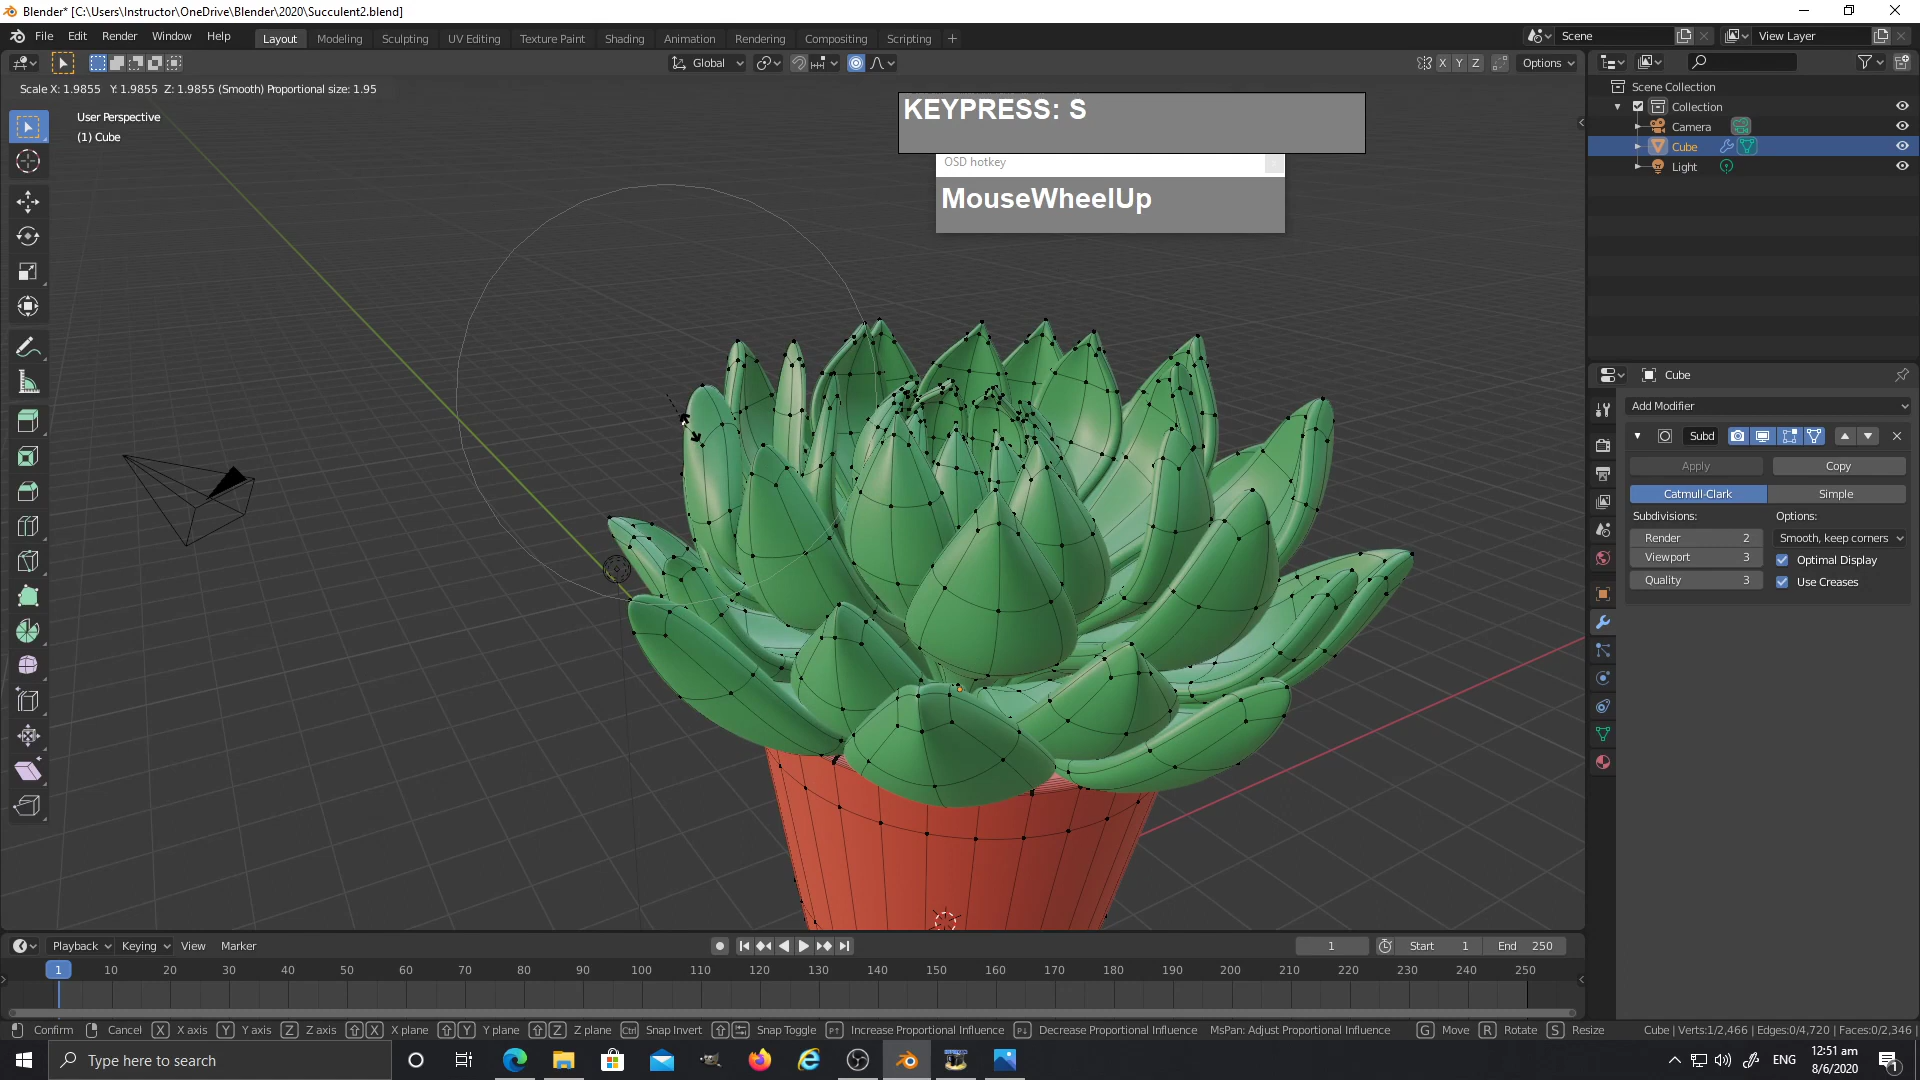 Blender* [C:\Users\Instructor\OneDrive\Blender\2020\Succulent2.blend]
File Edit Render Window Help Layout Modeling Sculpting UV Editing Texture Paint Shading Animation Rendering Compositing Scripting + Scene View Layer
Global X Y Z Options
Scale X: 1.9855 Y: 1.9855 Z: 1.9855 (Smooth) Proportional size: 1.95
User Perspective
(1) Cube
KEYPRESS: S
OSD hotkey
MouseWheelUp
Scene Collection
Collection
Camera
Cube
Light
Cube
Add Modifier
Subd
Apply Copy
Catmull-Clark Simple
Subdivisions: Options:
Render 2 Smooth, keep corners
Viewport 3 Optimal Display
Quality 3 Use Creases
Playback Keying View Marker 1 Start 1 End 250
1 10 20 30 40 50 60 70 80 90 100 110 120 130 140 150 160 170 180 190 200 210 220 230 240 250
Confirm Cancel X X axis Y Y axis Z Z axis X X plane Y Y plane Z Z plane Ctrl Snap Invert Snap Toggle Increase Proportional Influence Decrease Proportional Influence MsPan: Adjust Proportional Influence G Move R Rotate S Resize Cube | Verts:1/2,466 | Edges:0/4,720 | Faces:0/2,346 |
Type here to search
ENG
12:51 am
8/6/2020
1